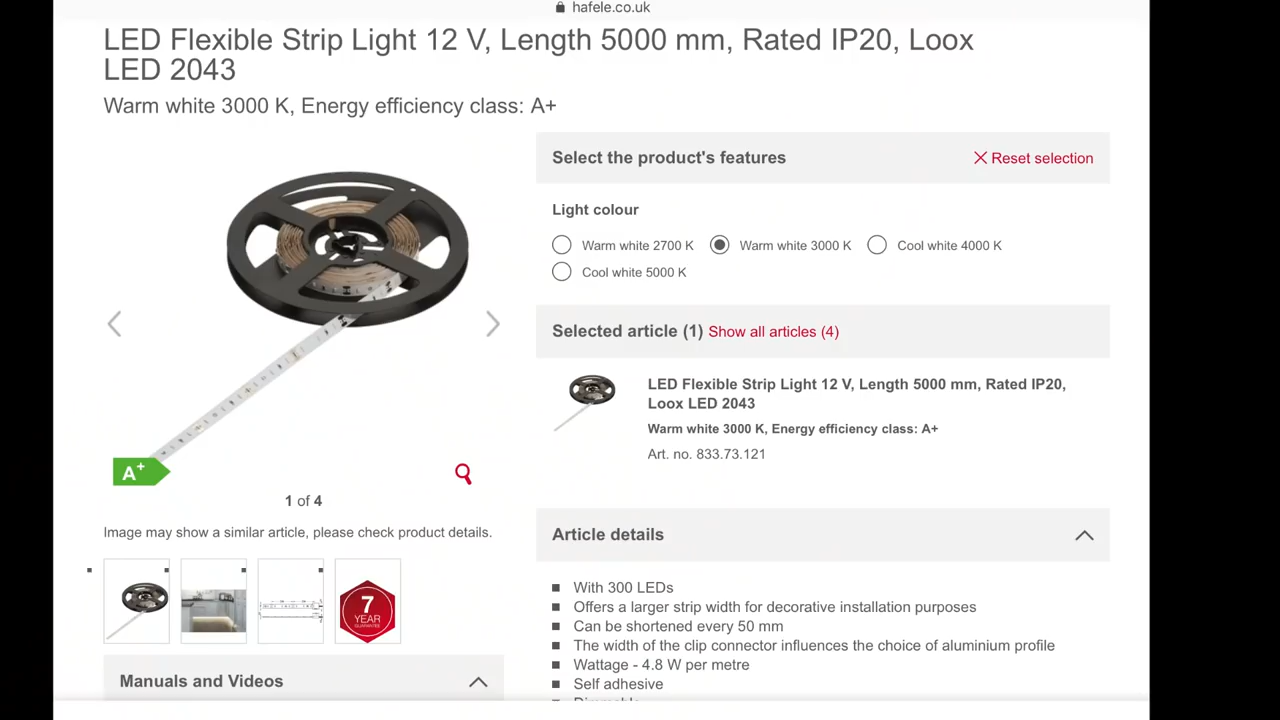 hafele.co.uk
LED Flexible Strip Light 12 V, Length 5000 mm, Rated IP20, Loox
LED 2043
Warm white 3000 K, Energy efficiency class: A+
Select the product's features
Reset selection
Light colour
Warm white 2700 K
Warm white 3000 K
Cool white 4000 K
Cool white 5000 K
Selected article (1) Show all articles (4)
LED Flexible Strip Light 12 V, Length 5000 mm, Rated IP20,
Loox LED 2043
Warm white 3000 K, Energy efficiency class: A+
Art. no. 833.73.121
A+
1 of 4
Image may show a similar article, please check product details.
7
YEAR
GUARANTEE
Manuals and Videos
Article details
With 300 LEDs
Offers a larger strip width for decorative installation purposes
Can be shortened every 50 mm
The width of the clip connector influences the choice of aluminium profile
Wattage - 4.8 W per metre
Self adhesive